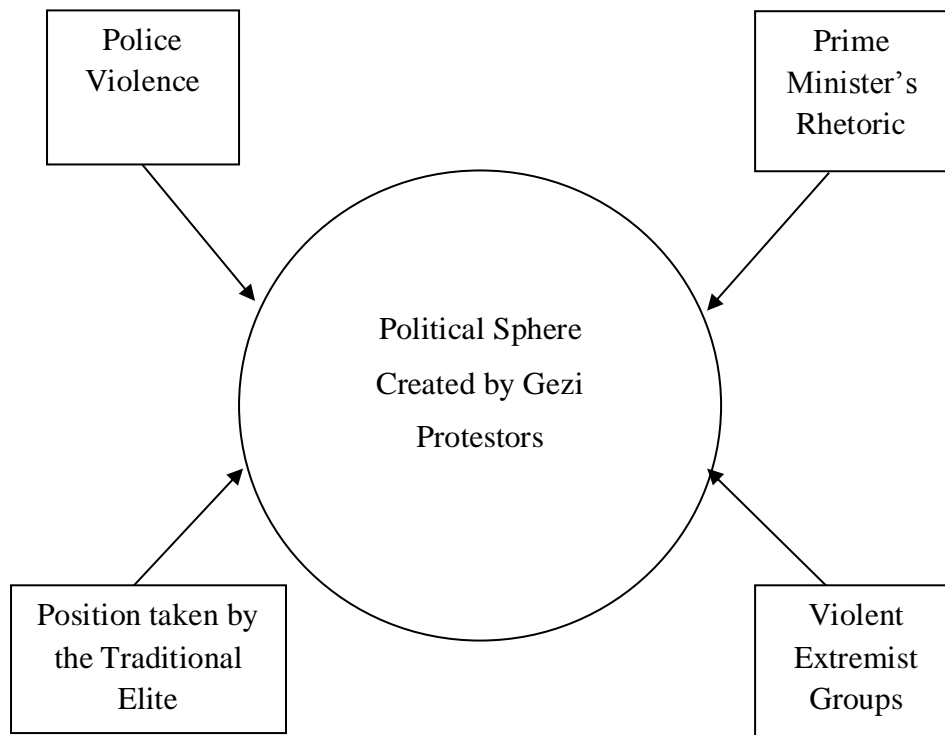 Police
Violence
Prime
Minister’s
Rhetoric
Political Sphere
Created by Gezi
Protestors
Position taken by
the Traditional
Elite
Violent
Extremist
Groups